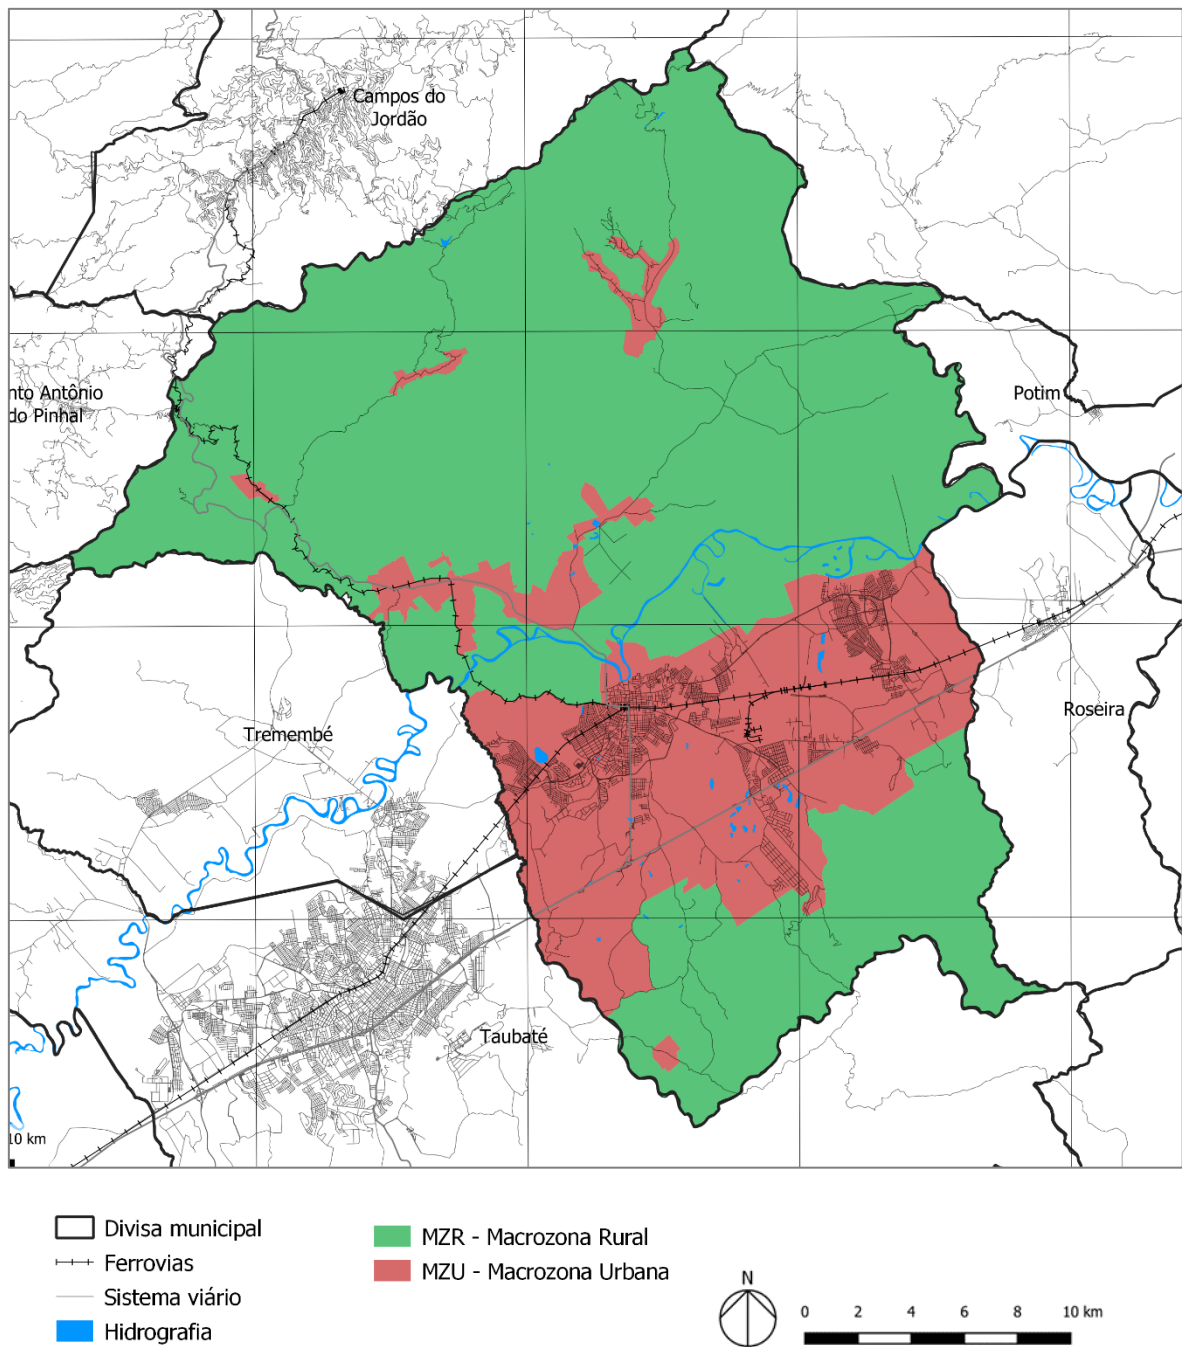 Campos do
Jordão
nto Antônio
do Pinhal
Potim
Tremembé
Roseira
Taubaté
10 km
Divisa municipal
Ferrovias
Sistema viário
Hidrografia
MZR - Macrozona Rural
MZU - Macrozona Urbana
N
0 2 4 6 8 10 km